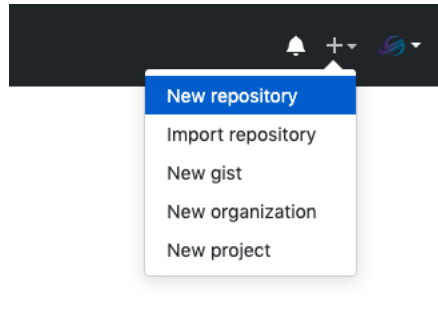 New repository
Import repository
New gist
New organization
New project